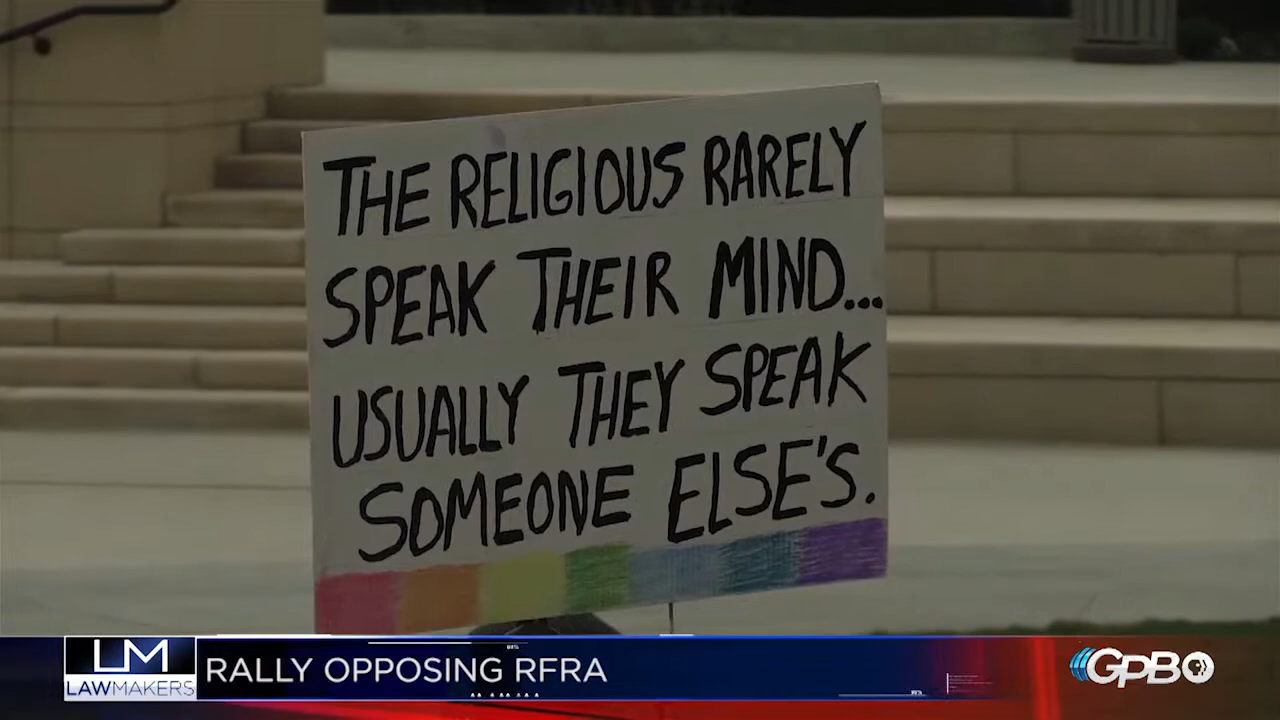 THE RELIGIOUS RARELY
SPEAK THEIR MIND...
USUALLY THEY SPEAK
SOMEONE ELSE'S.
LM
LAWMAKERS
RALLY OPPOSING RFRA
GPB